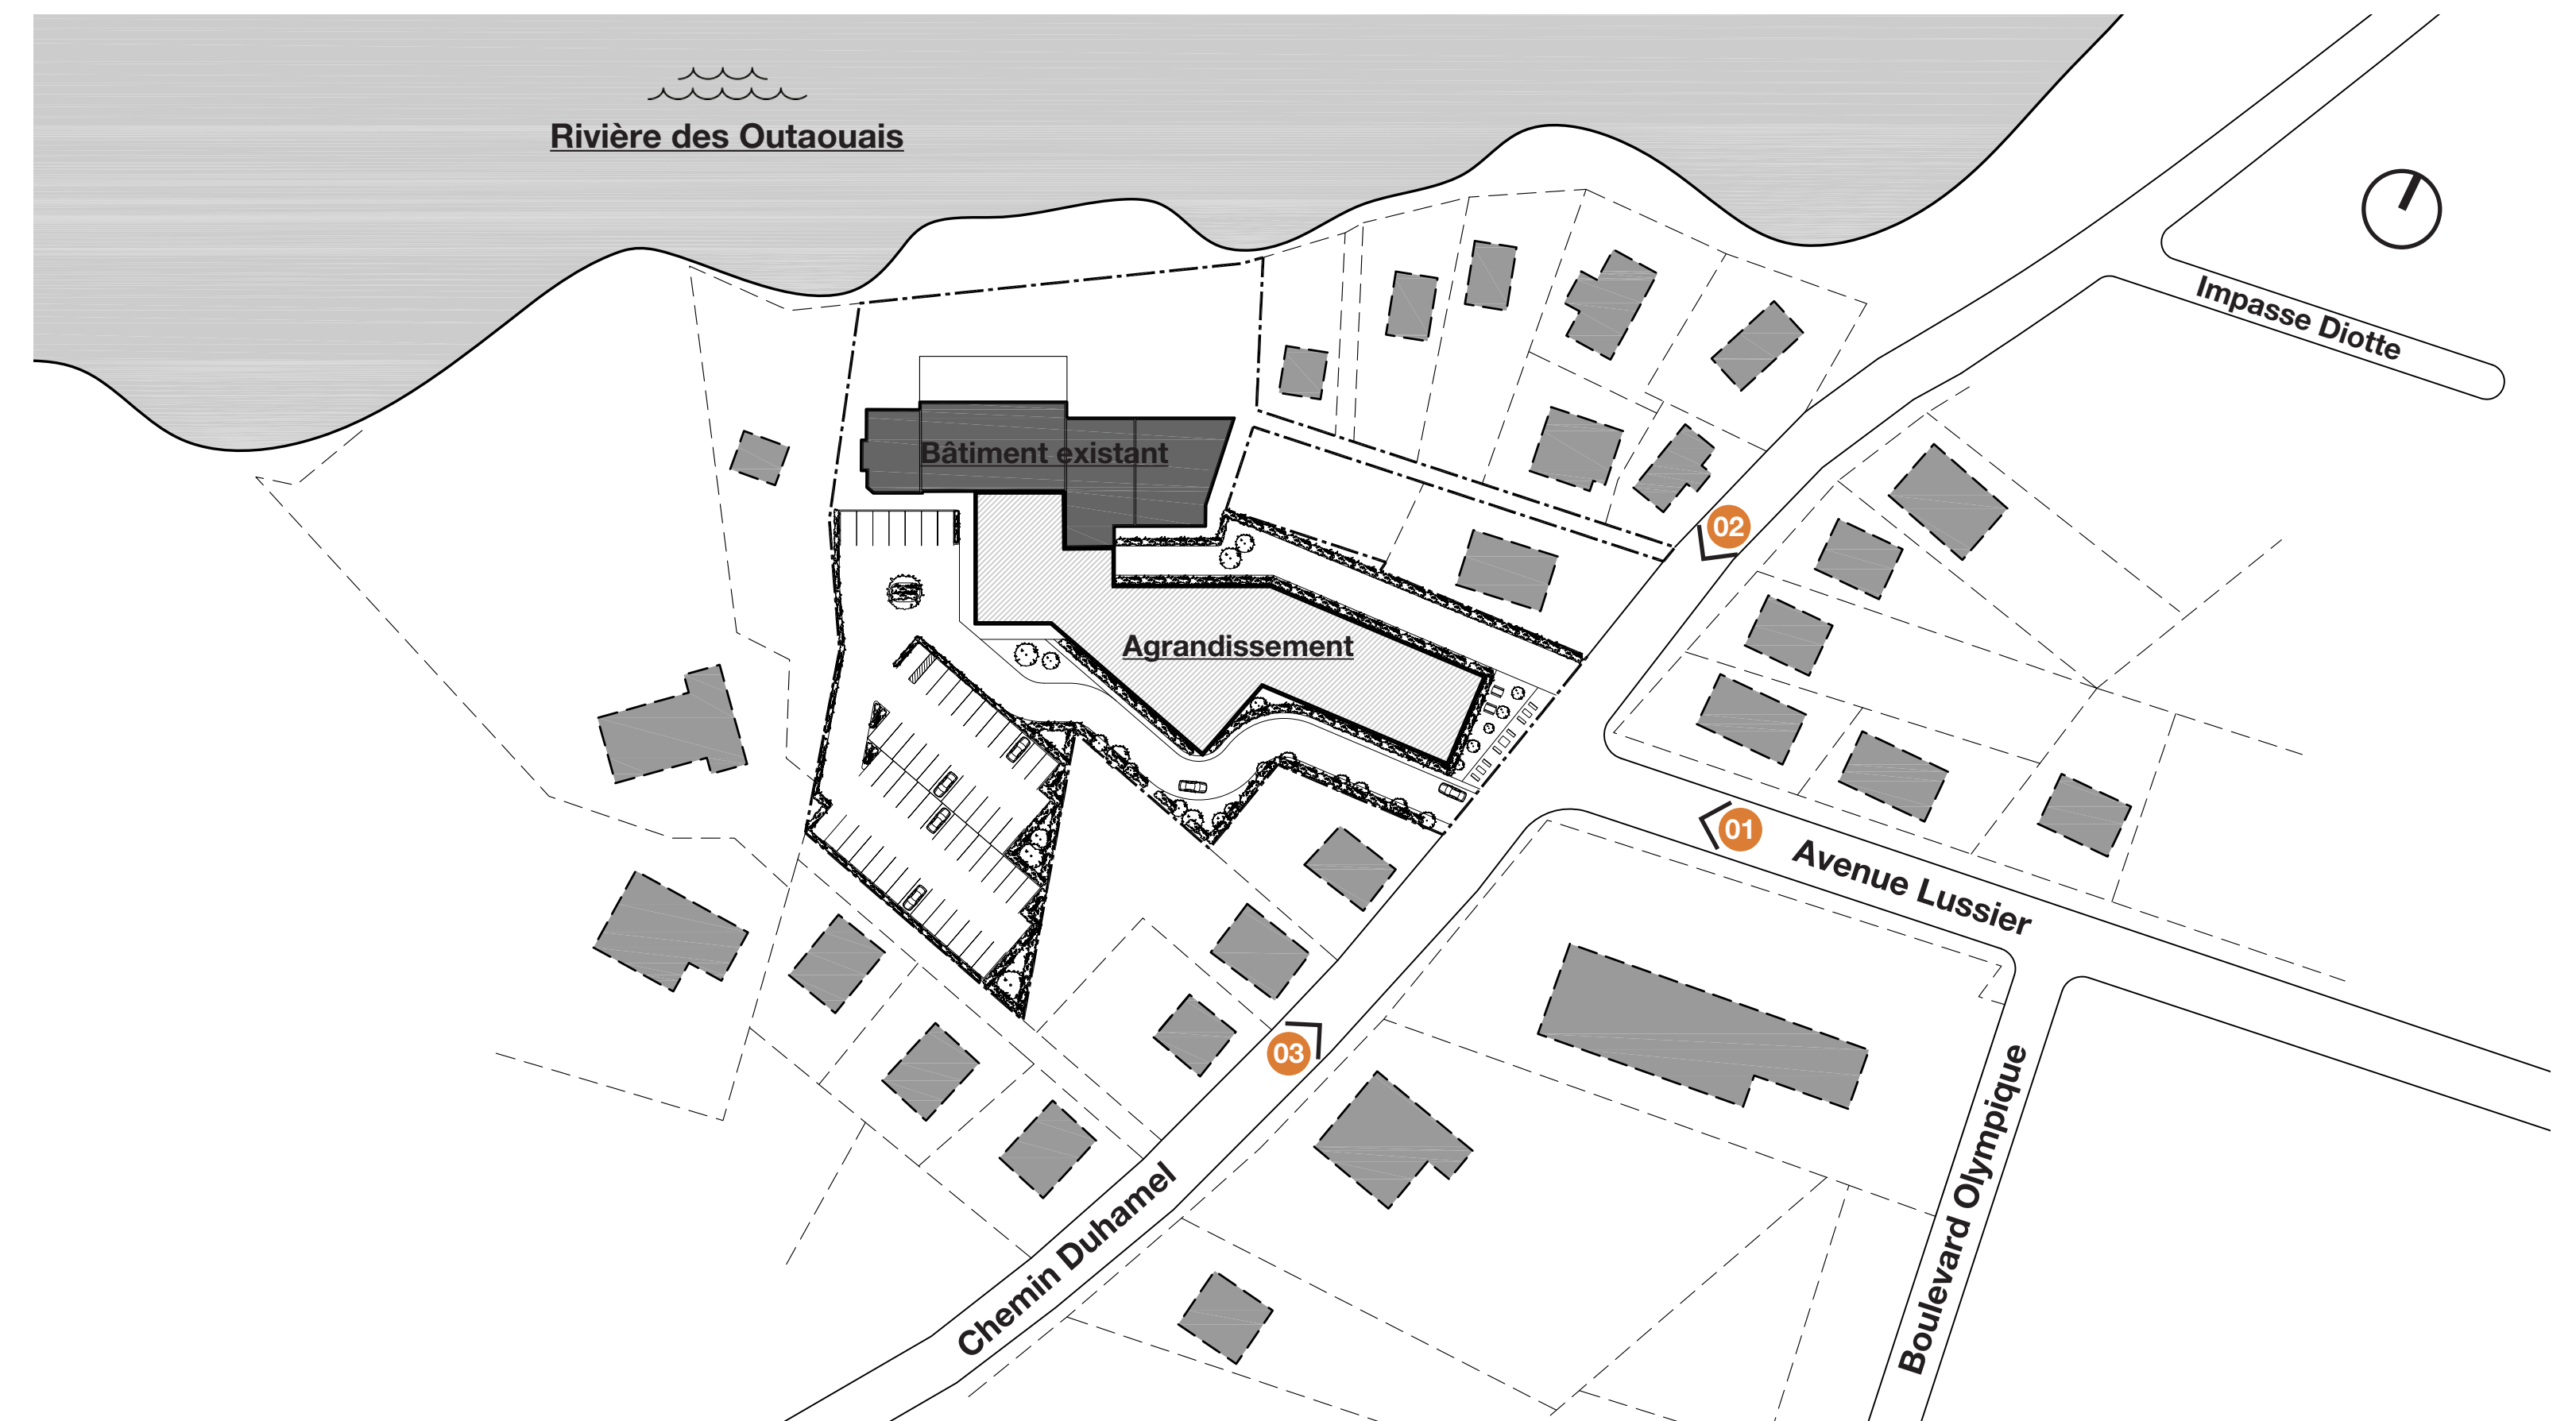 Rivière des Outaouais
Impasse Diotte
Bâtiment existant
02
Agrandissement
01
Avenue Lussier
03
Boulevard Olympique
Chemin Duhamel